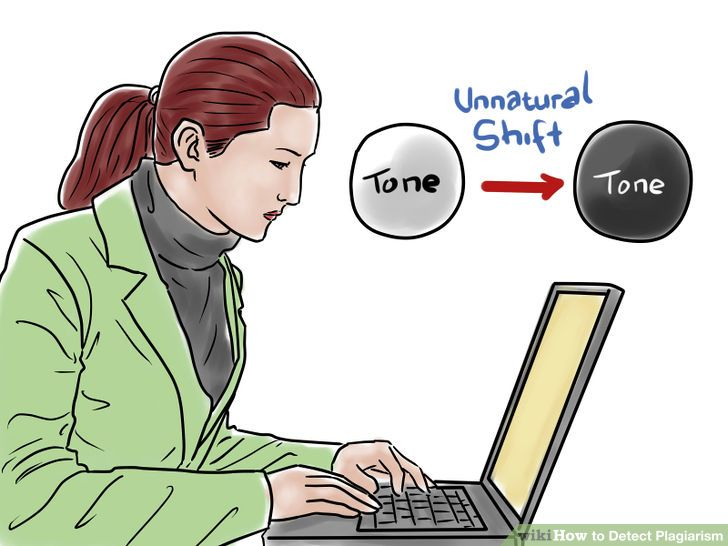 Unnatural
Shift
Tone
Tone
wikiHow to Detect Plagiarism